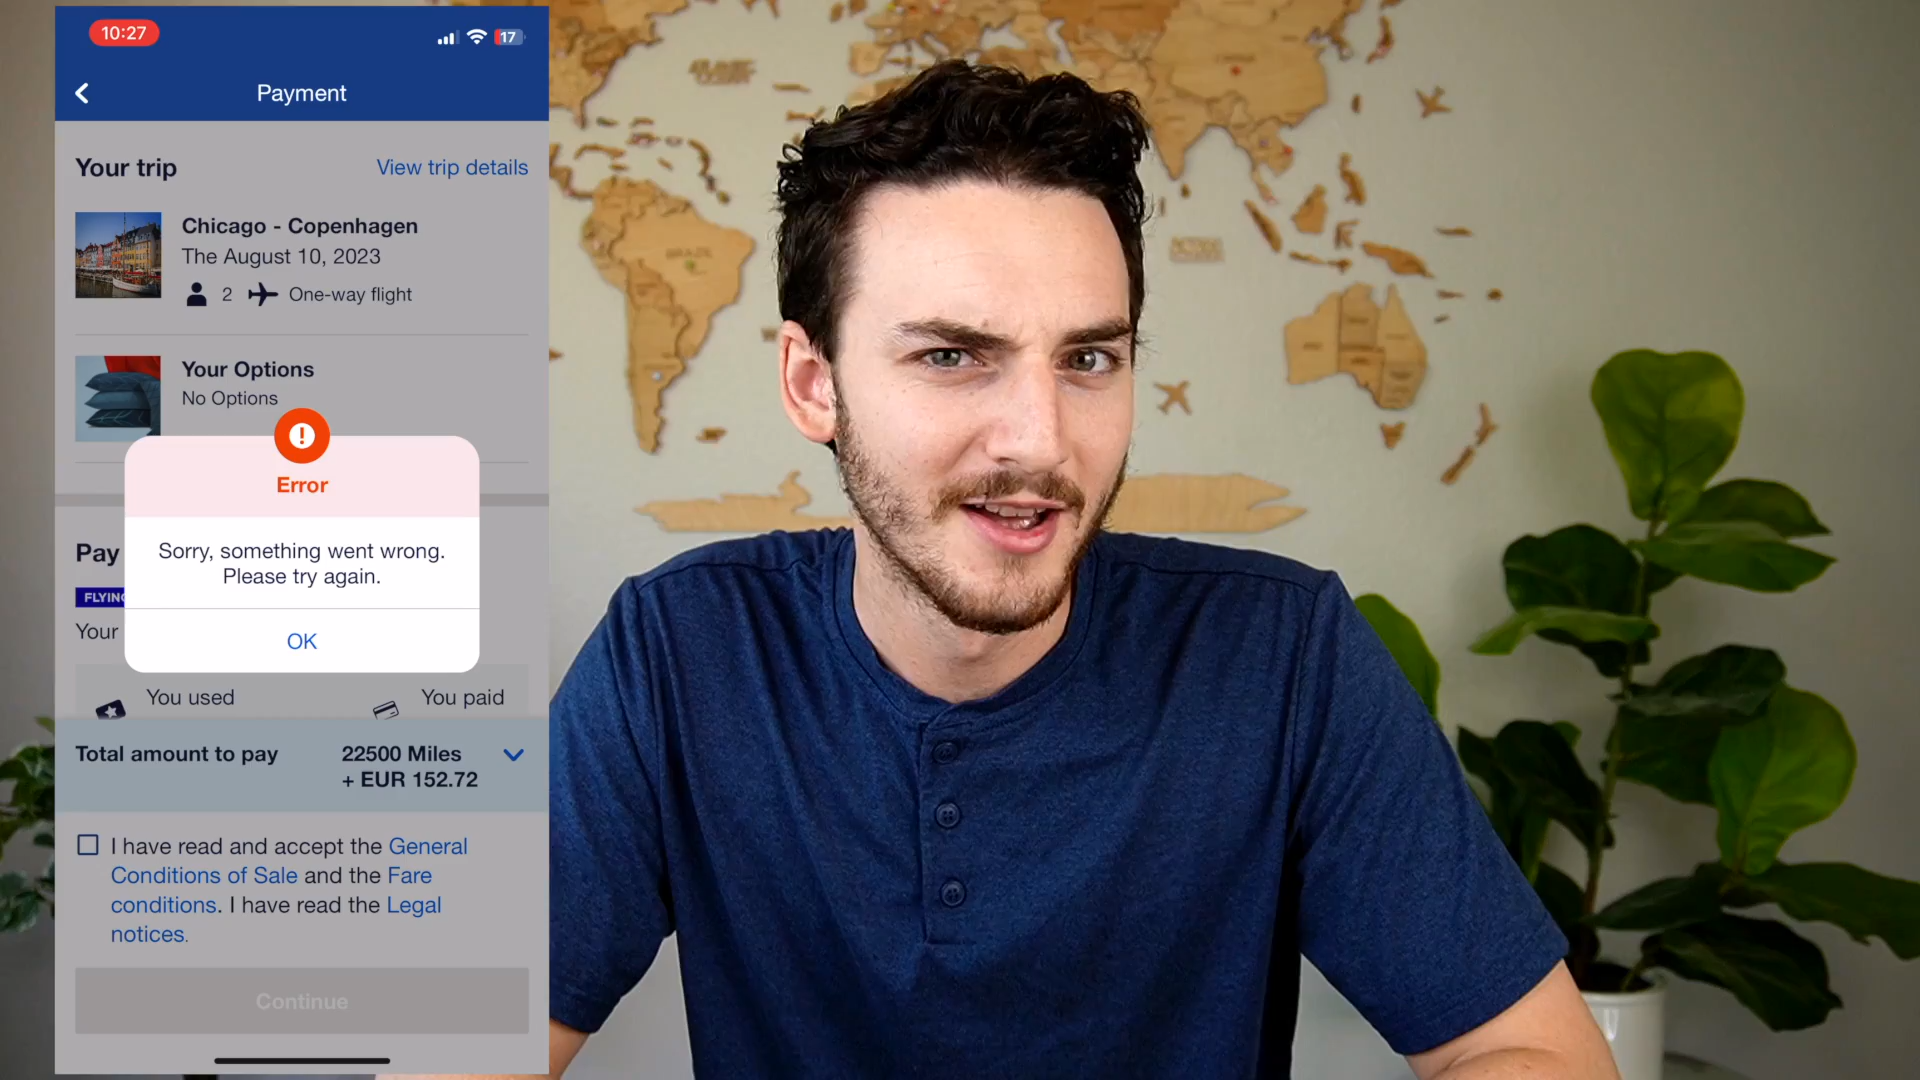 10:27
17
Payment
Your trip
View trip details
Chicago - Copenhagen
The August 10, 2023
2
One-way flight
Your Options
No Options
Error
Sorry, something went wrong.
Please try again.
OK
Pay
Your
You used
You paid
Total amount to pay
22500 Miles
+ EUR 152.72
I have read and accept the General
Conditions of Sale and the Fare
conditions. I have read the Legal
notices.
Continue
BRAZIL